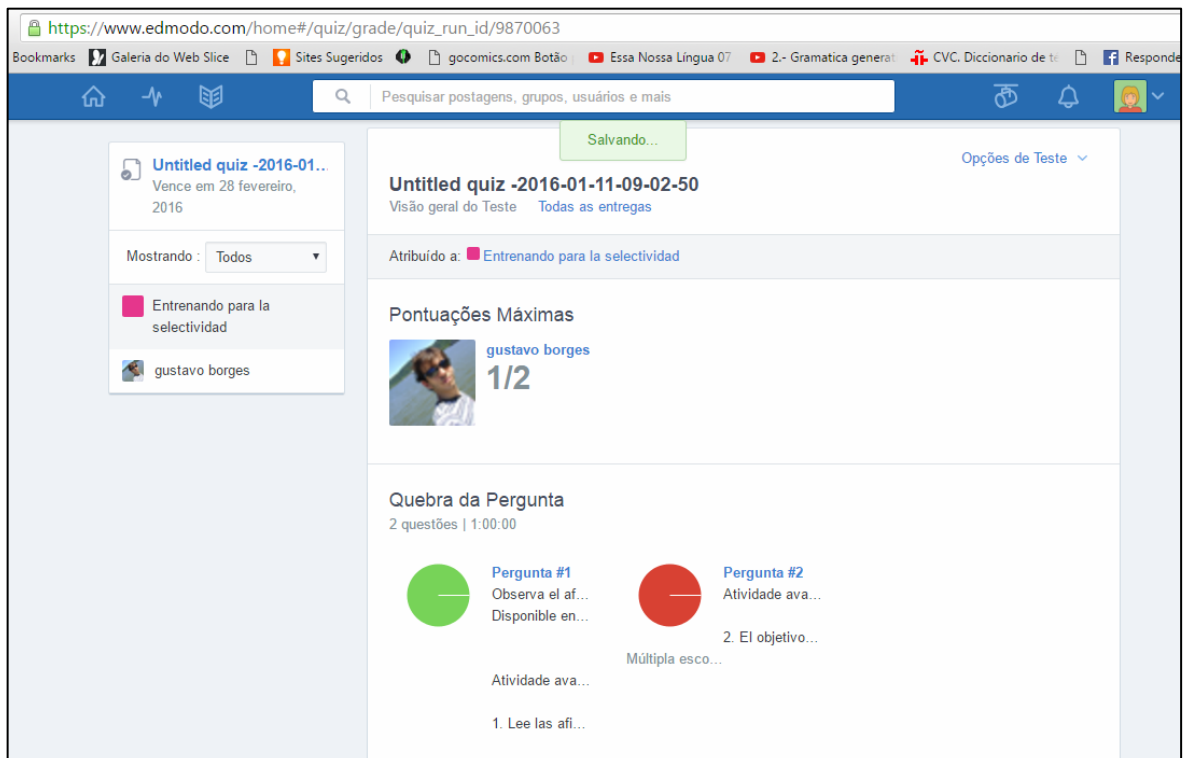 https://www.edmodo.com/home#/quiz/grade/quiz_run_id/9870063
Bookmarks Galeria do Web Slice Sites Sugeridos gocomics.com Botão Essa Nossa Língua 07 2.- Gramatica generat CVC. Diccionario de té Responde
Pesquisar postagens, grupos, usuários e mais
Salvando...
Untitled quiz -2016-01...
Vence em 28 fevereiro,
2016
Mostrando : Todos
Entrenando para la
selectividad
gustavo borges
Opções de Teste
Untitled quiz -2016-01-11-09-02-50
Visão geral do Teste Todas as entregas
Atribuído a: Entrenando para la selectividad
Pontuações Máximas
gustavo borges
1/2
Quebra da Pergunta
2 questões | 1:00:00
Pergunta #1
Observa el af...
Disponible en...
Atividade ava...
1. Lee las afi...
Pergunta #2
Atividade ava...
2. El objetivo...
Múltipla esco...